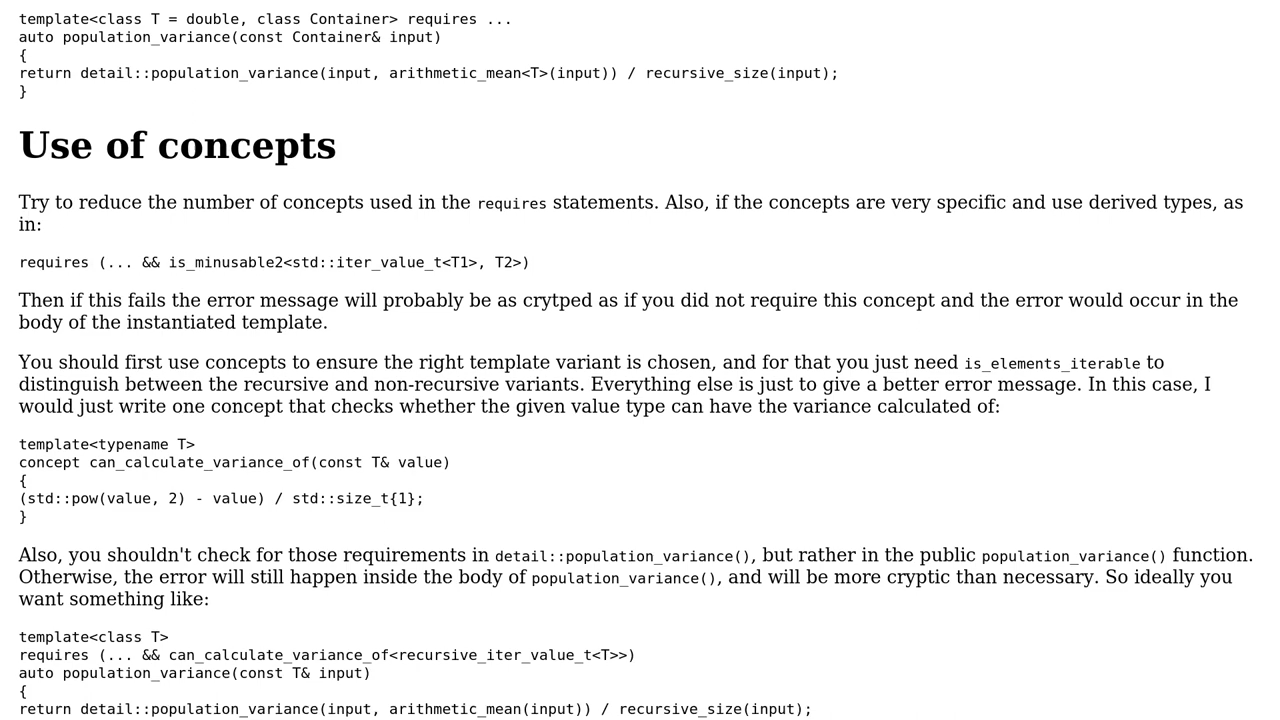 template<class T = double, class Container> requires ...
auto population_variance(const Container& input)
{
return detail::population_variance(input, arithmetic_mean<T>(input)) / recursive_size(input);
}
Use of concepts
Try to reduce the number of concepts used in the requires statements. Also, if the concepts are very specific and use derived types, as
in:
requires (... && is_minusable2<std::iter_value_t<T1>, T2>)
Then if this fails the error message will probably be as crytped as if you did not require this concept and the error would occur in the
body of the instantiated template.
You should first use concepts to ensure the right template variant is chosen, and for that you just need is_elements_iterable to
distinguish between the recursive and non-recursive variants. Everything else is just to give a better error message. In this case, I
would just write one concept that checks whether the given value type can have the variance calculated of:
template<typename T>
concept can_calculate_variance_of(const T& value)
{
(std::pow(value, 2) - value) / std::size_t{1};
}
Also, you shouldn't check for those requirements in detail::population_variance(), but rather in the public population_variance() function.
Otherwise, the error will still happen inside the body of population_variance(), and will be more cryptic than necessary. So ideally you
want something like:
template<class T>
requires (... && can_calculate_variance_of<recursive_iter_value_t<T>>)
auto population_variance(const T& input)
{
return detail::population_variance(input, arithmetic_mean(input)) / recursive_size(input);